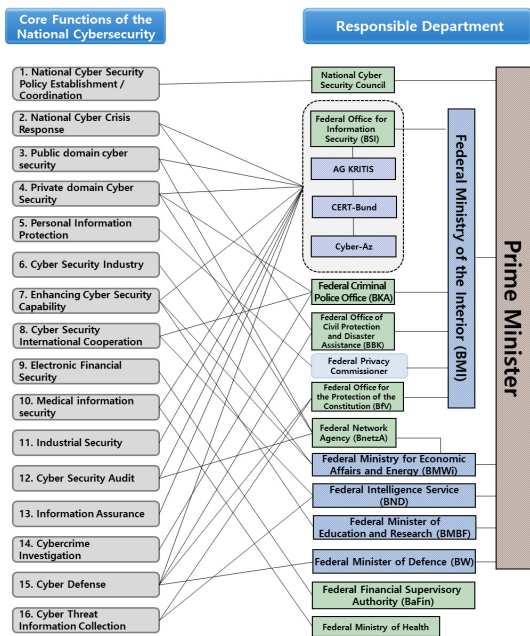 Core Functions of the
National Cybersecurity
Responsible Department
1. National Cyber Security
Policy Establishment /
Coordination
2. National Cyber Crisis
Response
3. Public domain cyber
security
4. Private domain Cyber
Security
5. Personal Information
Protection
6. Cyber Security Industry
7. Enhancing Cyber Security
Capability
8. Cyber Security
International Cooperation
9. Electronic Financial
Security
10. Medical information
security
11. Industrial Security
12. Cyber Security Audit
13. Information Assurance
14. Cybercrime
Investigation
15. Cyber Defense
16. Cyber Threat
Information Collection
National Cyber
Security Council
Federal Office for
Information
Security (BSI)
AG KRITIS
CERT-Bund
Cyber-Az
Federal Criminal
Police Office (BKA)
Federal Office of
Civil Protection
and Disaster
Assistance (BBK)
Federal Privacy
Commissioner
Federal Office for
the Protection of the
Constitution (BfV)
Federal Network
Agency (BnetzA)
Federal Ministry for Economic
Affairs and Energy (BMWi)
Federal Intelligence Service
(BND)
Federal Minister of
Education and Research (BMBF)
Federal Minister of Defence (BW)
Federal Financial Supervisory
Authority (BaFin)
Federal Ministry of Health
Federal Ministry of the Interior (BMI)
Prime Minister